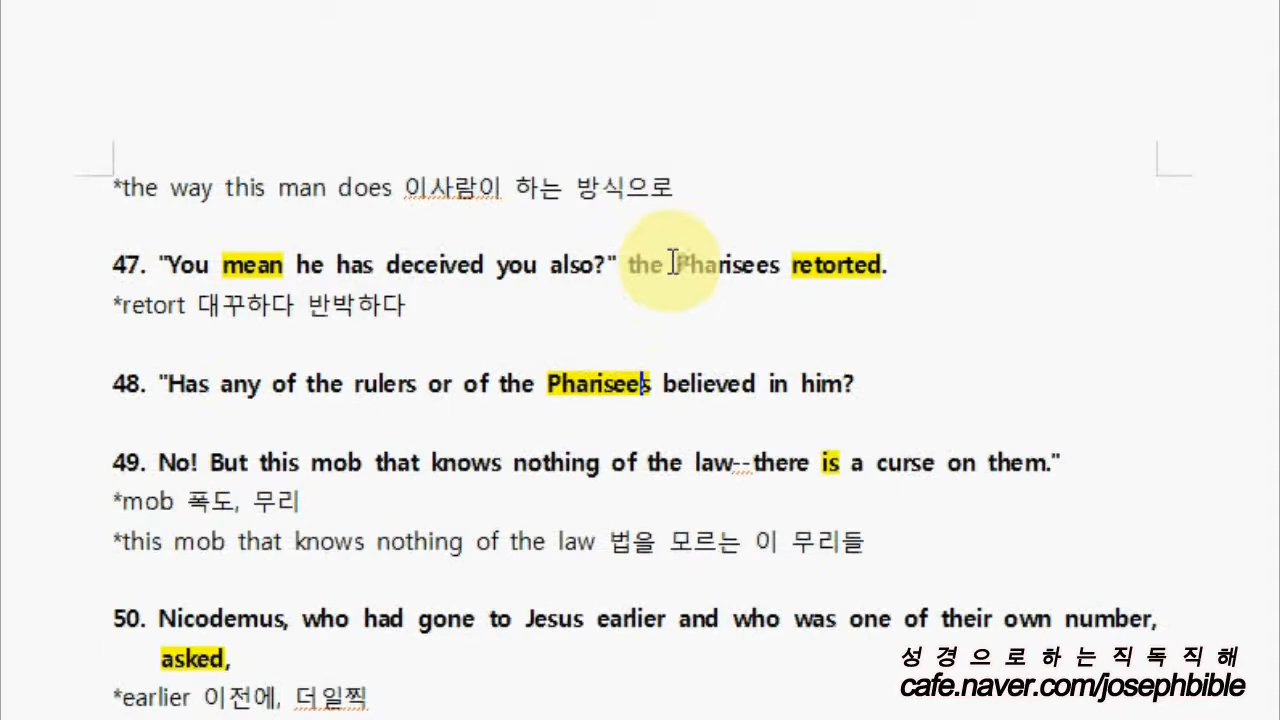 *the way this man does 이사람이 하는 방식으로
47. "You mean he has deceived you also?" the Pharisees retorted.
*retort 대꾸하다 반박하다
48. "Has any of the rulers or of the Pharisees believed in him?
49. No! But this mob that knows nothing of the law--there is a curse on them."
*mob 폭도, 무리
*this mob that knows nothing of the law 법을 모르는 이 무리들
50. Nicodemus, who had gone to Jesus earlier and who was one of their own number,
asked,
*earlier 이전에, 더일찍
성경으로하는직독직해
cafe.naver.com/josephbible